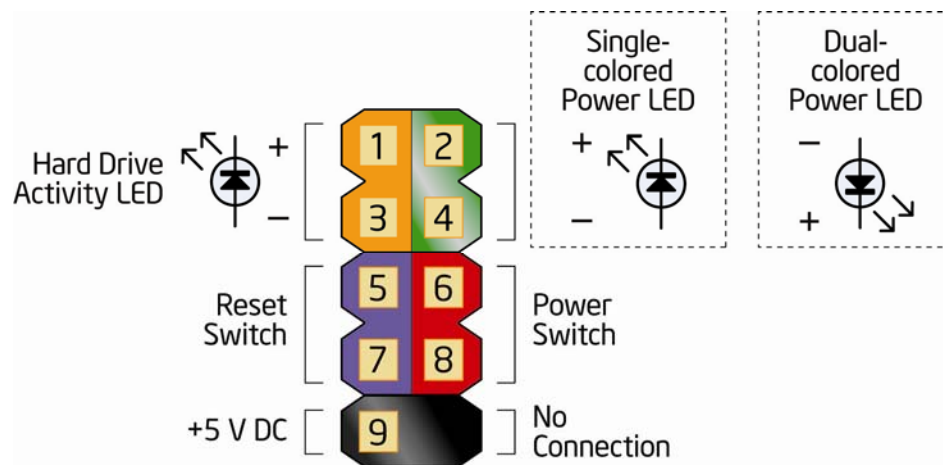 Single-
colored
Power LED
Dual-
colored
Power LED
Hard Drive
Activity LED
+
−
1 2
3 4
+
−
−
+
Reset
Switch
5 6
7 8
Power
Switch
+5 V DC
9
No
Connection